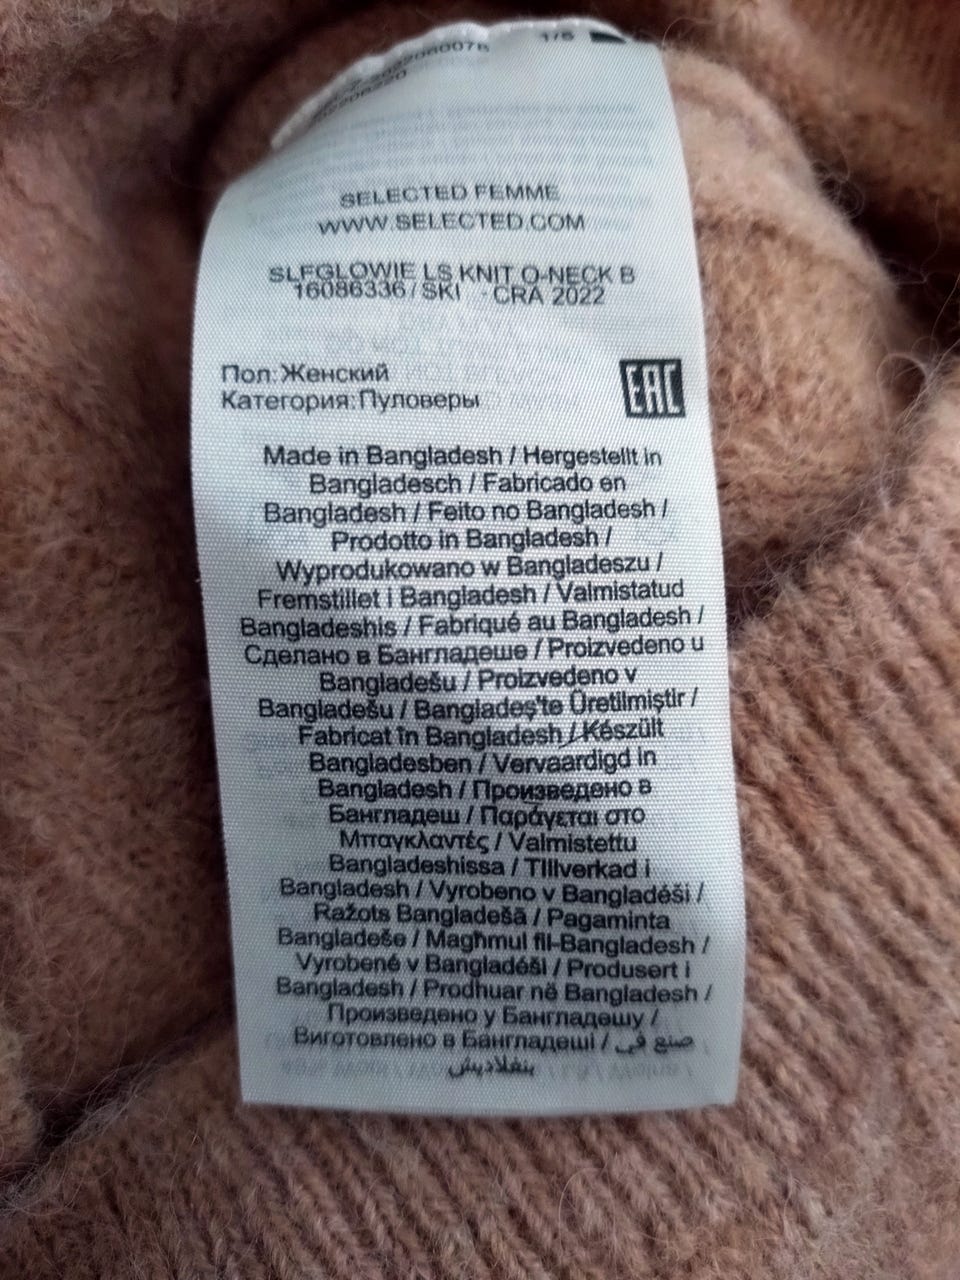 1/5
SELECTED FEMME
WWW.SELECTED.COM
SLFGLOWIE LS KNIT O-NECK B
16086336/SKI - CRA 2022
Пол:Женский
Категория:Пуловеры
EAC
Made in Bangladesh / Hergestellt in
Bangladesch / Fabricado en
Bangladesh / Feito no Bangladesh /
Prodotto in Bangladesh /
Wyprodukowano w Bangladeszu /
Fremstillet i Bangladesh / Valmistatud
Bangladeshis / Fabriqué au Bangladesh /
Сделано в Бангладеше / Proizvedeno u
Bangladešu / Proizvedeno v
Bangladešu / Bangladeş'te Üretilmiştir /
Fabricat în Bangladesh / Készült
Bangladesben / Vervaardigd in
Bangladesh / Произведено в
Бангладеш / Παράγεται στο
Μπαγκλαντές / Valmistettu
Bangladeshissa / Tillverkad i
Bangladesh / Vyrobeno v Bangladéši /
Ražots Bangladešā / Pagaminta
Bangladeše / Magħmul fil-Bangladesh /
Vyrobené v Bangladéši / Produsert i
Bangladesh / Prodhuar në Bangladesh /
Произведено у Бангладешу /
Виготовлено в Бангладеші / صنع في
بنغلاديش